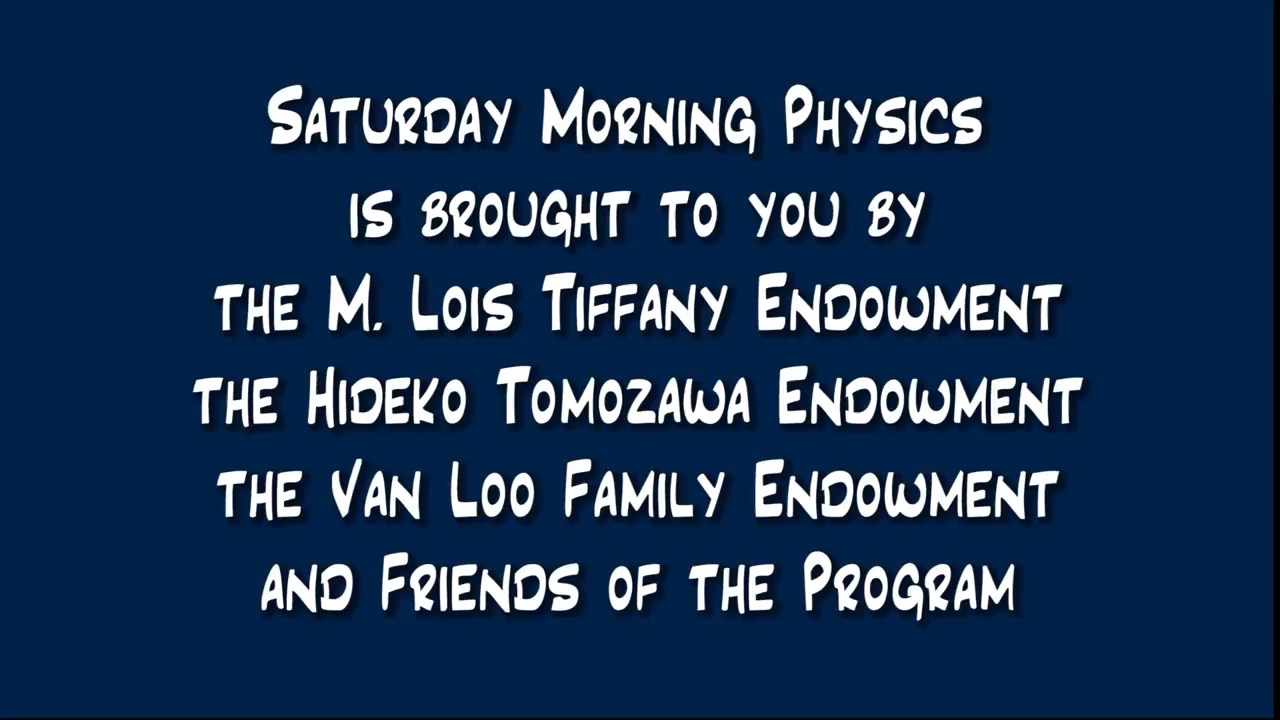 Saturday Morning Physics
is brought to you by
the M. Lois Tiffany Endowment
the Hideko Tomozawa Endowment
the Van Loo Family Endowment
and Friends of the Program